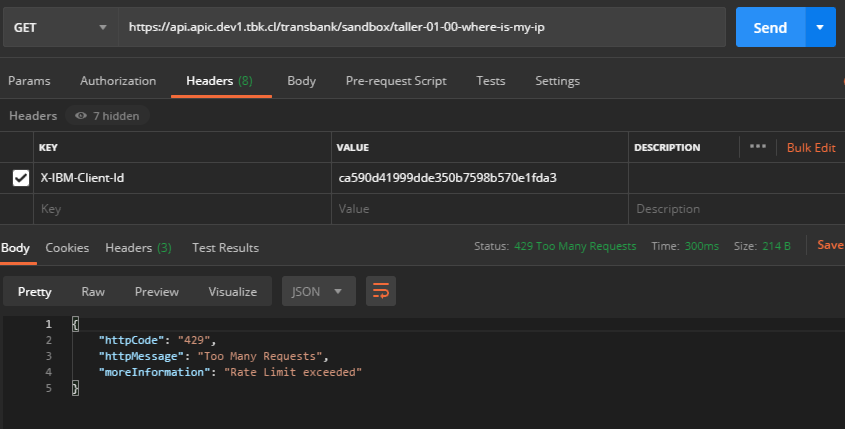 GET https://api.apic.dev1.tbk.cl/transbank/sandbox/taller-01-00-where-is-my-ip Send
Params Authorization Headers (8) Body Pre-request Script Tests Settings
Headers 7 hidden
KEY VALUE DESCRIPTION ••• Bulk Edit
X-IBM-Client-Id ca590d41999dde350b7598b570e1fda3
Key Value Description
Body Cookies Headers (3) Test Results Status: 429 Too Many Requests Time: 300ms Size: 214 B Save
Pretty Raw Preview Visualize JSON
1 {
2 "httpCode": "429",
3 "httpMessage": "Too Many Requests",
4 "moreInformation": "Rate Limit exceeded"
5 }